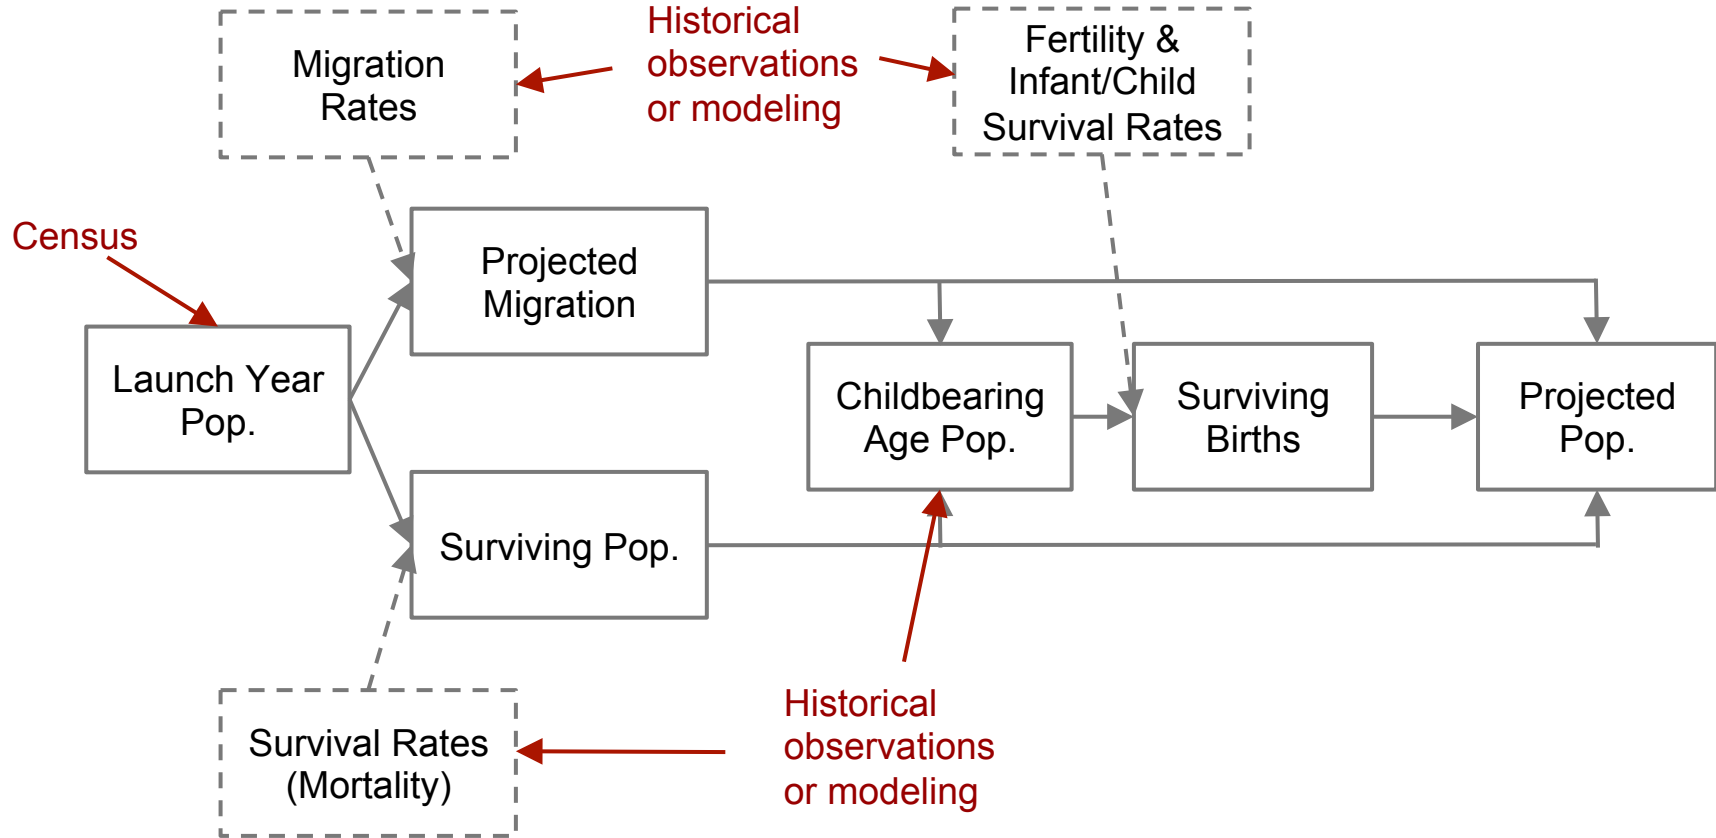 Migration
Rates
Historical
observations
or modeling
Fertility &
Infant/Child
Survival Rates
Census
Projected
Migration
Launch Year
Pop.
Childbearing
Age Pop.
Surviving
Births
Projected
Pop.
Surviving Pop.
Survival Rates
(Mortality)
Historical
observations
or modeling